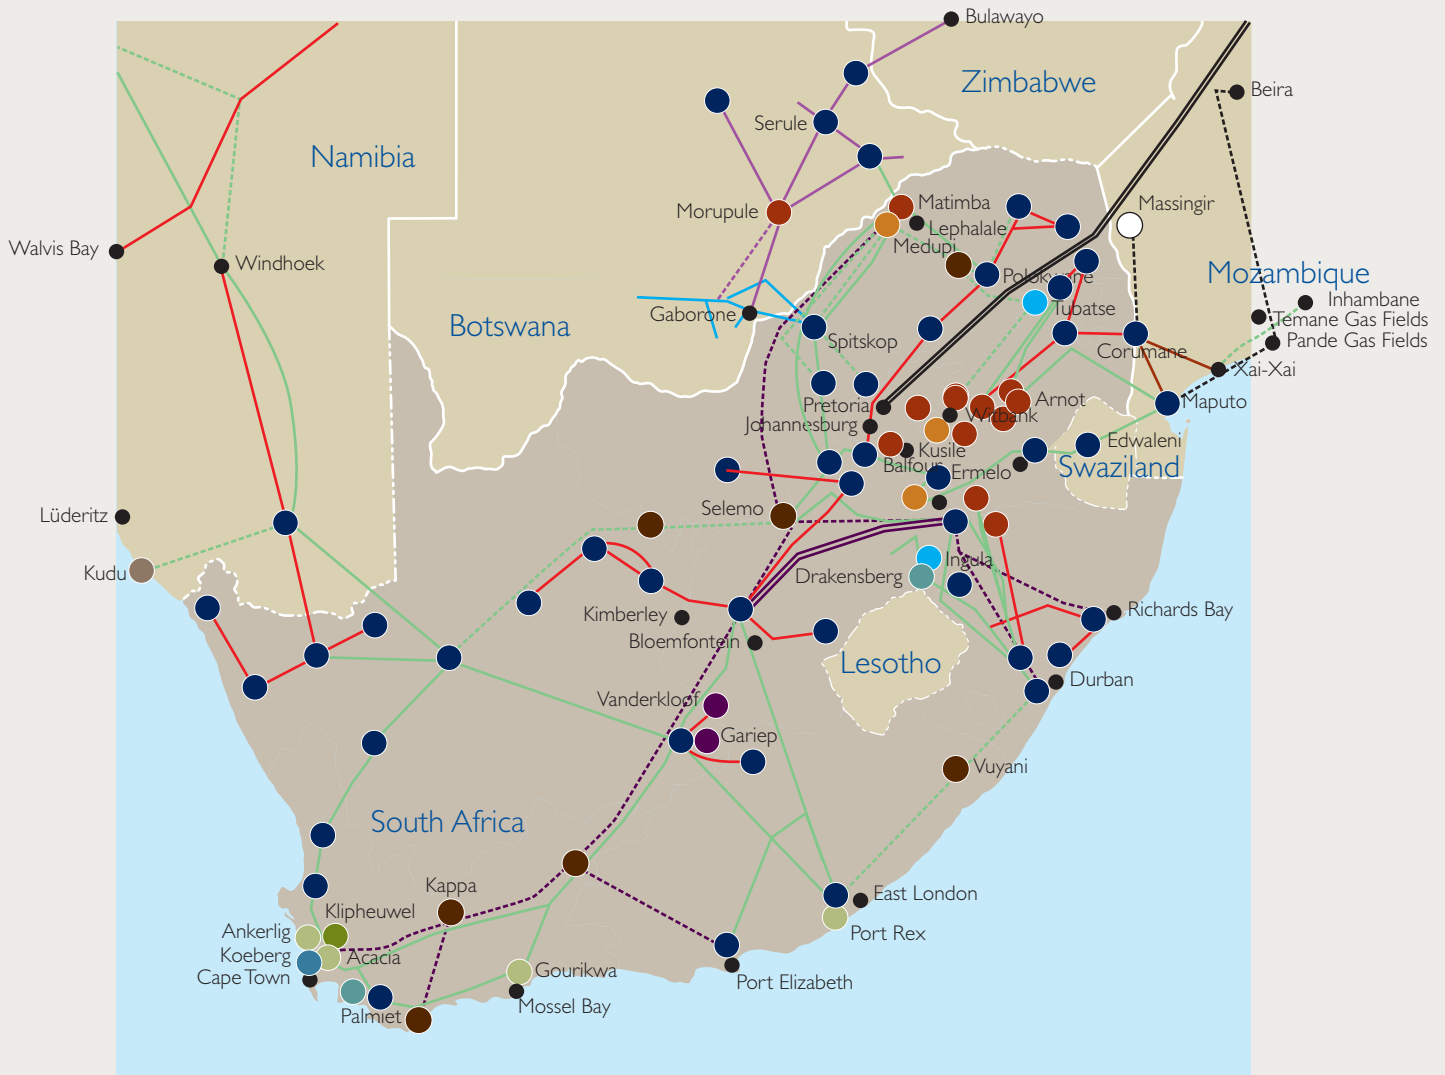 Bulawayo
Zimbabwe
Beira
Serule
Namibia
Matimba
Massingir
Morupule
Lephalale
Medupi
Walvis Bay
Windhoek
Polokwane
Mozambique
Inhambane
Tubatse
Gaborone
Temane Gas Fields
Botswana
Spitskop
Pande Gas Fields
Corumane
Xai-Xai
Pretoria
Arnot
Maputo
Witbank
Johannesburg
Edwaleni
Kusile
Balfour
Ermelo
Swaziland
Lüderitz
Selemo
Kudu
Ingula
Drakensberg
Kimberley
Richards Bay
Bloemfontein
Lesotho
Durban
Vanderkloof
Gariep
Vuyani
South Africa
Kappa
East London
Klipheuwel
Ankerlig
Port Rex
Koeberg
Acacia
Cape Town
Gourikwa
Port Elizabeth
Mossel Bay
Palmiet